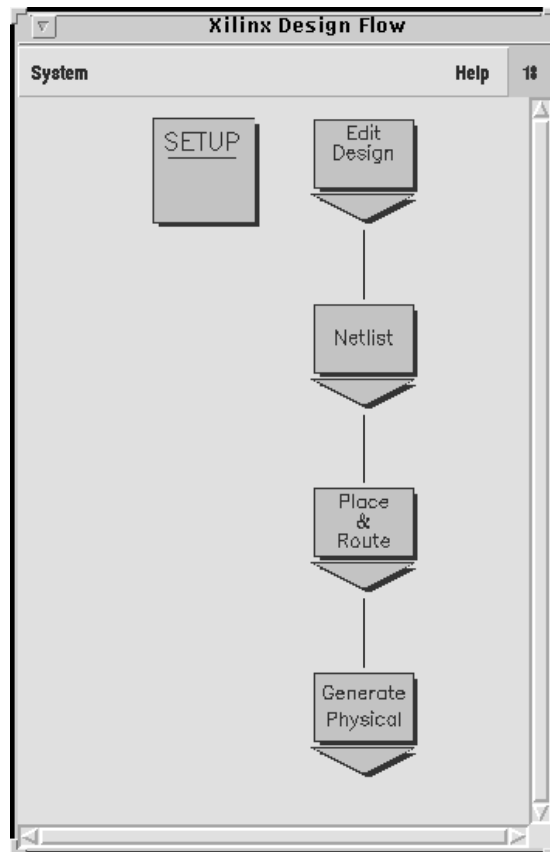 Xilinx Design Flow
System Help 18
SETUP
Edit
Design
Netlist
Place
&
Route
Generate
Physical